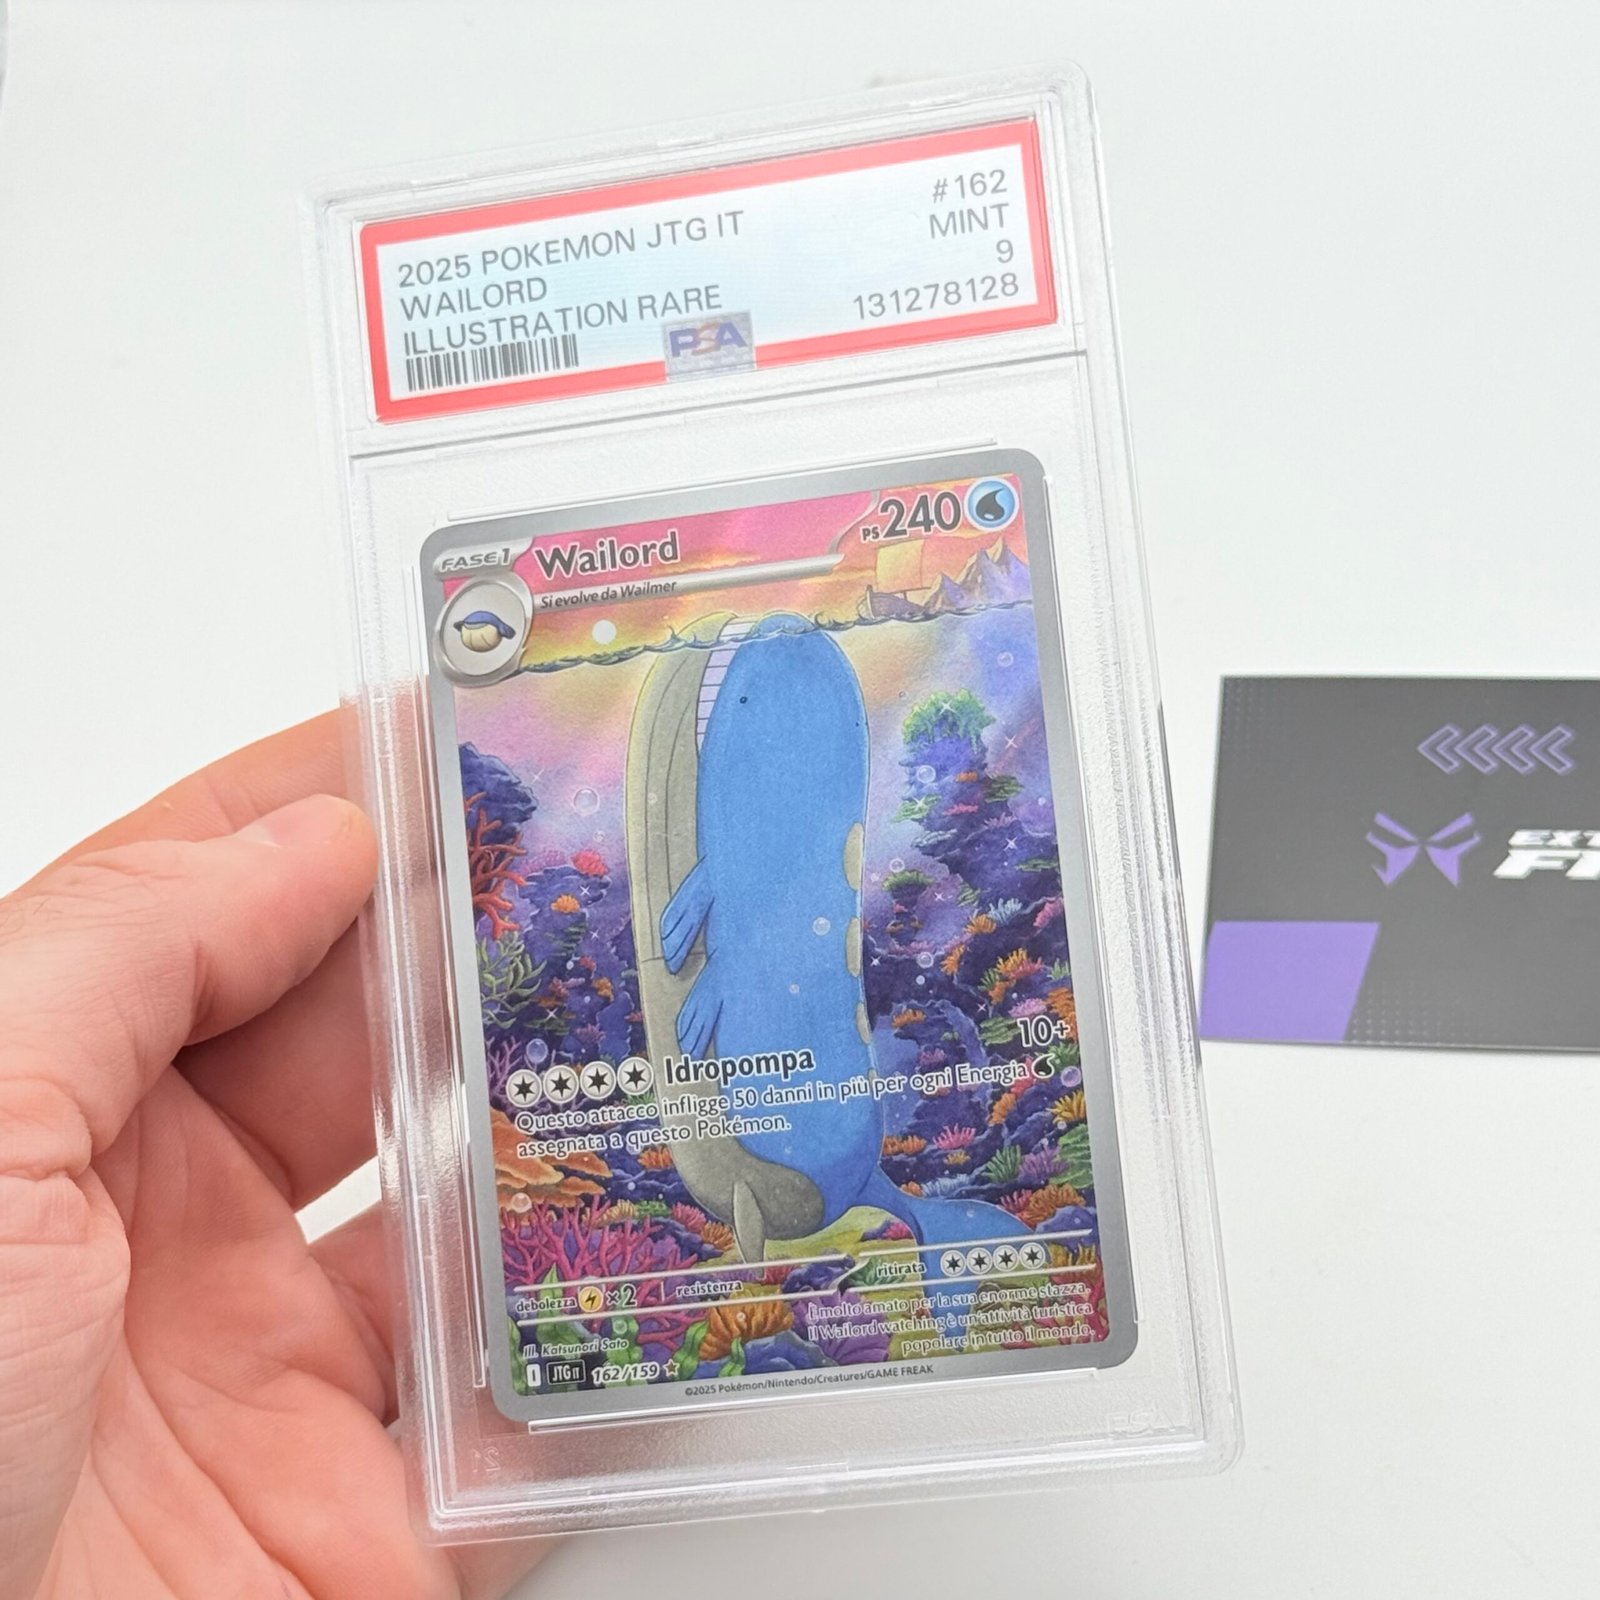 2025 POKEMON JTG IT
#162
WAILORD
MINT
ILLUSTRATION RARE
9
131278128
PSA
FASE 1
Wailord
PS 240
Si evolve da Wailmer
Idropompa
10+
Questo attacco infligge 50 danni in più per ogni Energia
assegnata a questo Pokémon.
debolezza ×2
resistenza
ritirata
È molto amato per la sua enorme stazza.
Il Wailord watching è un'attività turistica
popolare in tutto il mondo.
Ill. Katsunori Sato
I JTG IT 162/159
©2025 Pokémon/Nintendo/Creatures/GAME FREAK